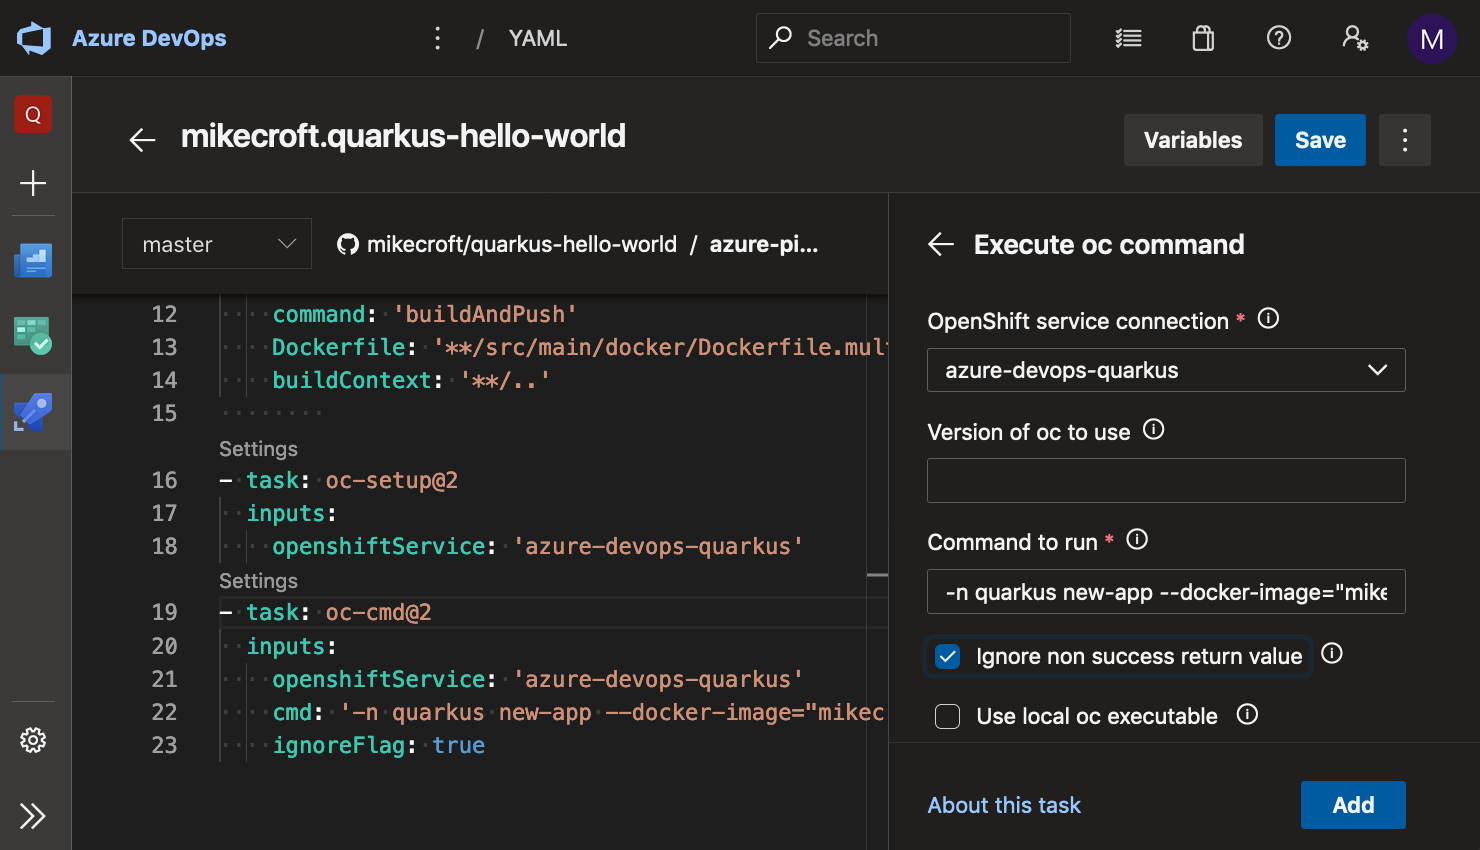 Azure DevOps
/ YAML
Search
M
Q
mikecroft.quarkus-hello-world
Variables
Save
master
mikecroft/quarkus-hello-world / azure-pi...
12 command: 'buildAndPush'
13 Dockerfile: '**/src/main/docker/Dockerfile.mul
14 buildContext: '**/..'
15
Settings
16 - task: oc-setup@2
17 inputs:
18 openshiftService: 'azure-devops-quarkus'
Settings
19 - task: oc-cmd@2
20 inputs:
21 openshiftService: 'azure-devops-quarkus'
22 cmd: '-n quarkus new-app --docker-image="mikec
23 ignoreFlag: true
Execute oc command
OpenShift service connection *
azure-devops-quarkus
Version of oc to use
Command to run *
-n quarkus new-app --docker-image="mike
Ignore non success return value
Use local oc executable
About this task
Add